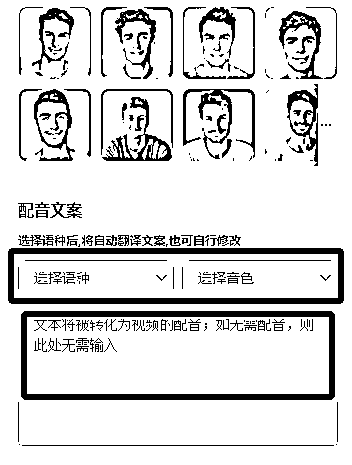 ...
配音文案
选择语种后,将自动翻译文案,也可自行修改
选择语种
选择音色
文本将被转化为视频的配音；如无需配音，则
此处无需输入